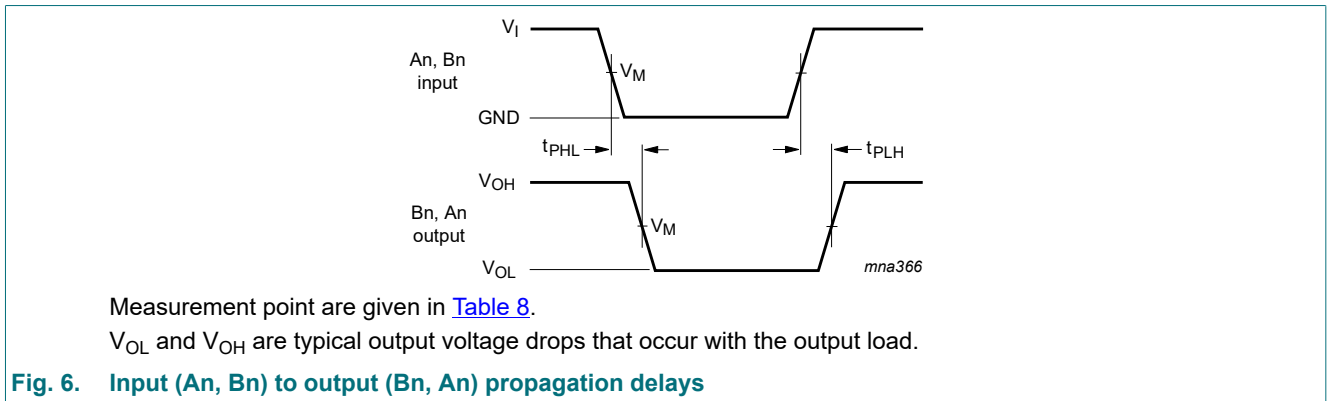 V_I
An, Bn
input
V_M
GND
t_PHL
t_PLH
V_OH
Bn, An
output
V_M
V_OL
mna366
Measurement point are given in Table 8.
V_OL and V_OH are typical output voltage drops that occur with the output load.
Fig. 6. Input (An, Bn) to output (Bn, An) propagation delays